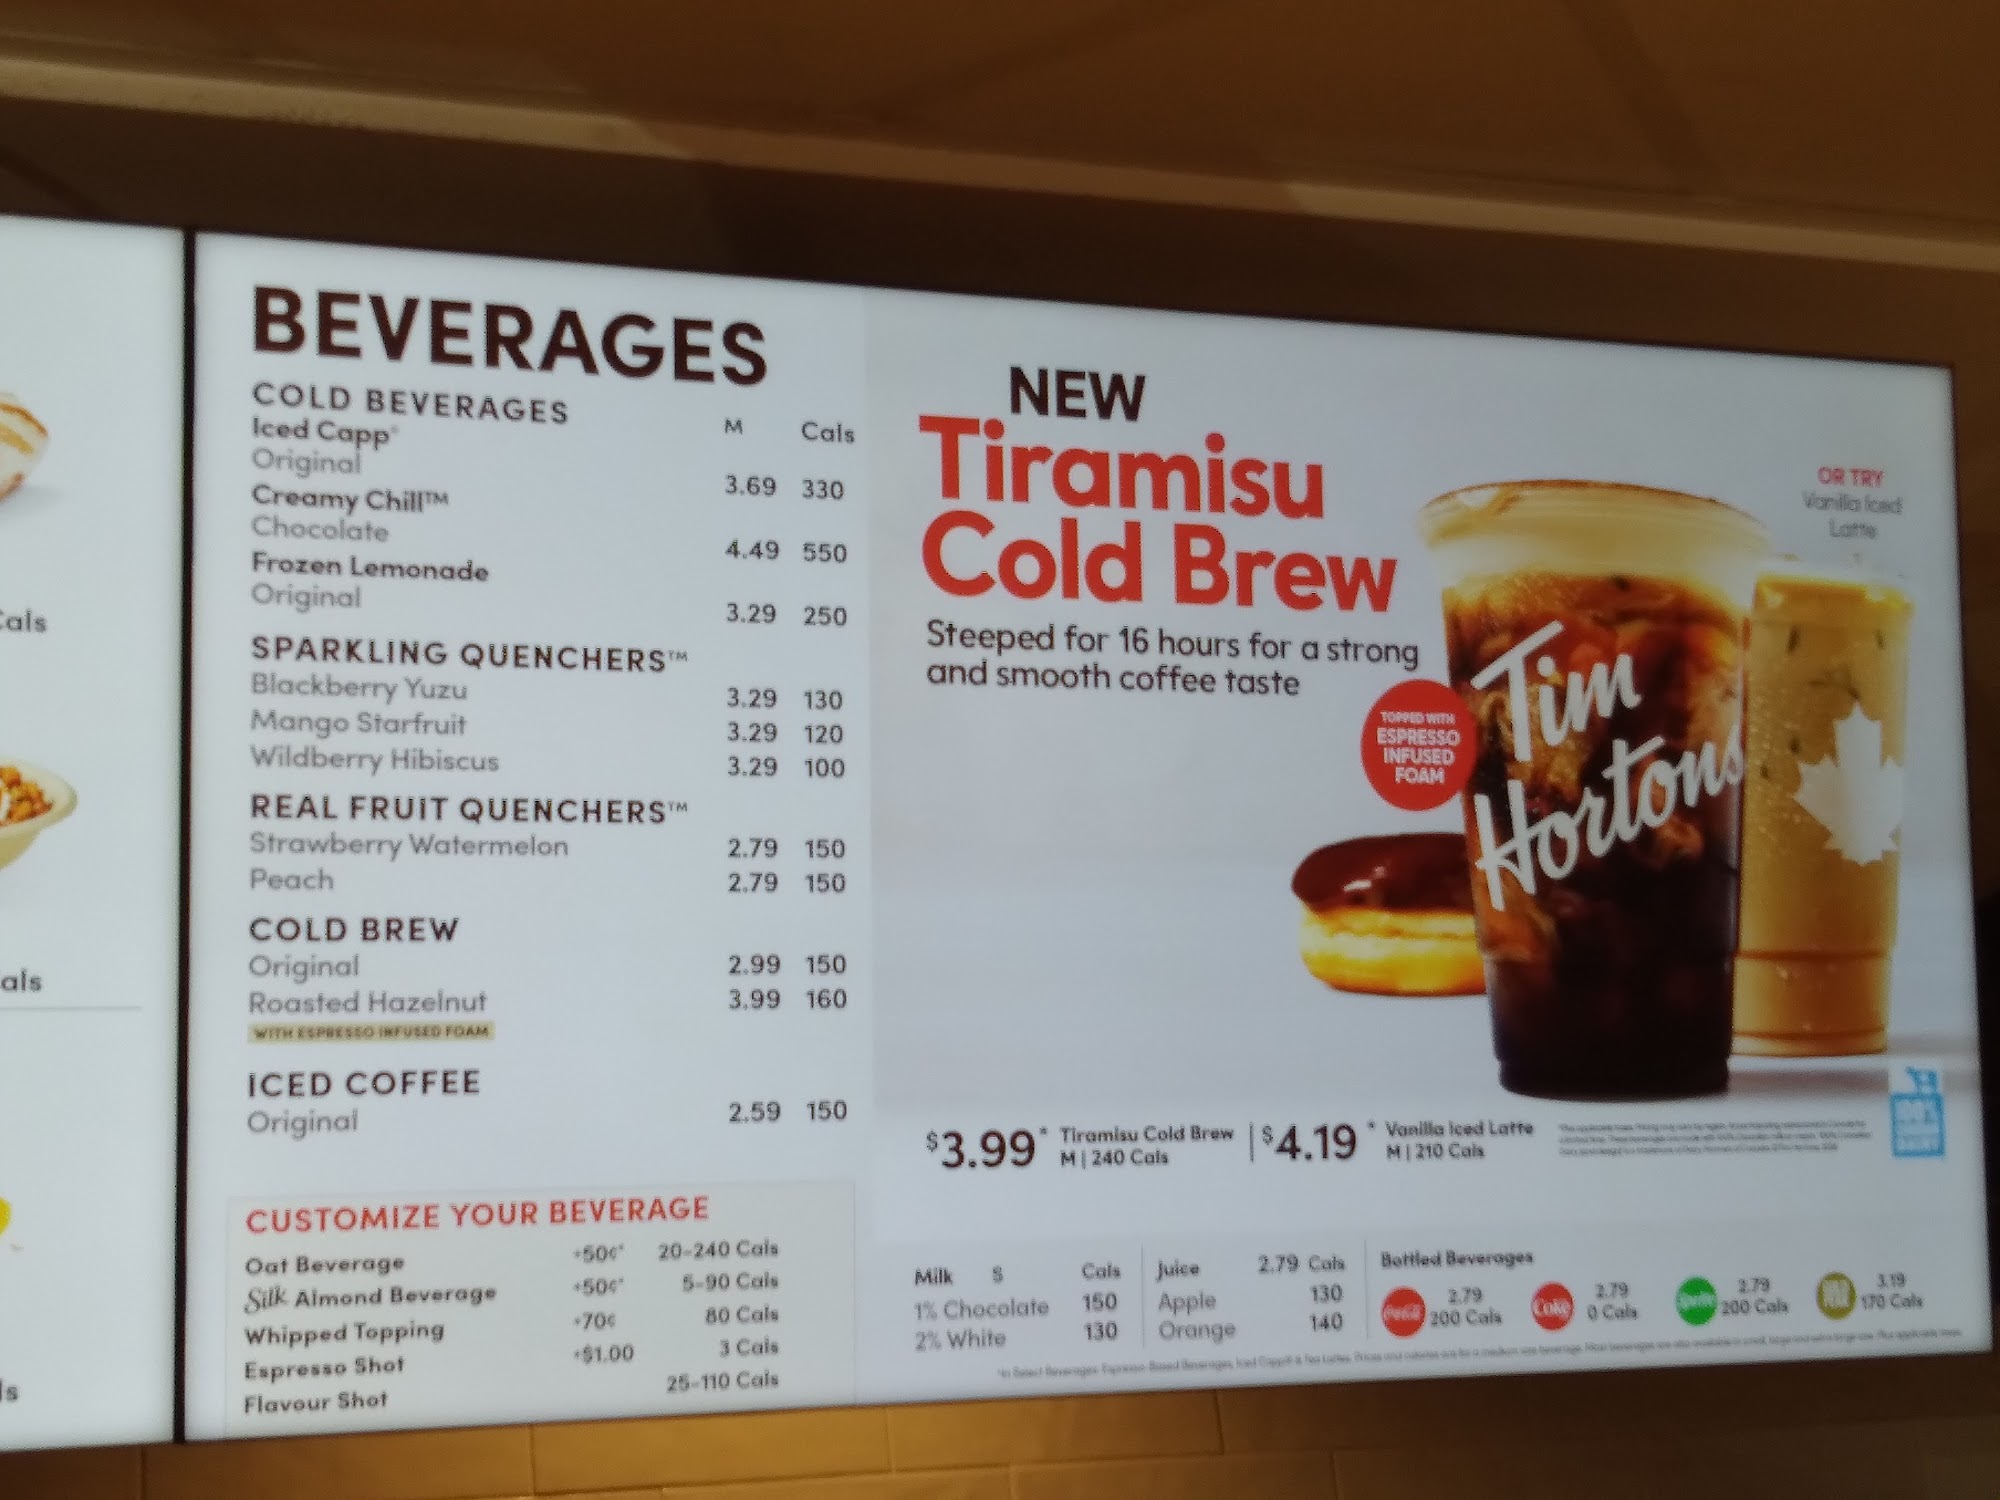 Cals
als
ls
BEVERAGES
COLD BEVERAGES M Cals
Iced Capp®
Original 3.69 330
Creamy Chill™
Chocolate 4.49 550
Frozen Lemonade
Original 3.29 250
SPARKLING QUENCHERS™
Blackberry Yuzu 3.29 130
Mango Starfruit 3.29 120
Wildberry Hibiscus 3.29 100
REAL FRUIT QUENCHERS™
Strawberry Watermelon 2.79 150
Peach 2.79 150
COLD BREW
Original 2.99 150
Roasted Hazelnut 3.99 160
WITH ESPRESSO INFUSED FOAM
ICED COFFEE
Original 2.59 150
CUSTOMIZE YOUR BEVERAGE
Oat Beverage +50¢* 20-240 Cals
Silk Almond Beverage +50¢* 5-90 Cals
Whipped Topping +70¢ 80 Cals
Espresso Shot +$1.00 3 Cals
Flavour Shot 25-110 Cals
NEW
Tiramisu
Cold Brew
Steeped for 16 hours for a strong
and smooth coffee taste
TOPPED WITH
ESPRESSO
INFUSED
FOAM
OR TRY
Vanilla Iced
Latte
Tim
Hortons
$3.99* Tiramisu Cold Brew
M | 240 Cals
$4.19* Vanilla Iced Latte
M | 210 Cals
Milk S Cals
1% Chocolate 150
2% White 130
Juice 2.79 Cals
Apple 130
Orange 140
Bottled Beverages
Coca-Cola 2.79
200 Cals
Coke 2.79
0 Cals
Sprite 2.79
200 Cals
3.19
170 Cals